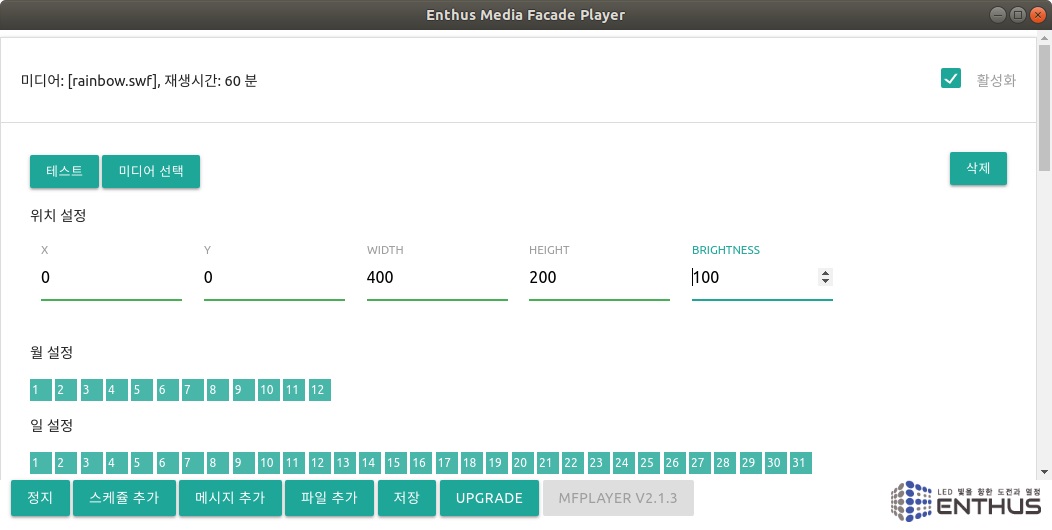 Enthus Media Facade Player
미디어: [rainbow.swf], 재생시간: 60 분
활성화
테스트 미디어 선택 삭제
위치 설정
X Y WIDTH HEIGHT BRIGHTNESS
0 0 400 200 100
월 설정
1 2 3 4 5 6 7 8 9 10 11 12
일 설정
1 2 3 4 5 6 7 8 9 10 11 12 13 14 15 16 17 18 19 20 21 22 23 24 25 26 27 28 29 30 31
정지 스케쥴 추가 메시지 추가 파일 추가 저장 UPGRADE MFPLAYER V2.1.3
LED 빛을 향한 도전과 열정
ENTHUS